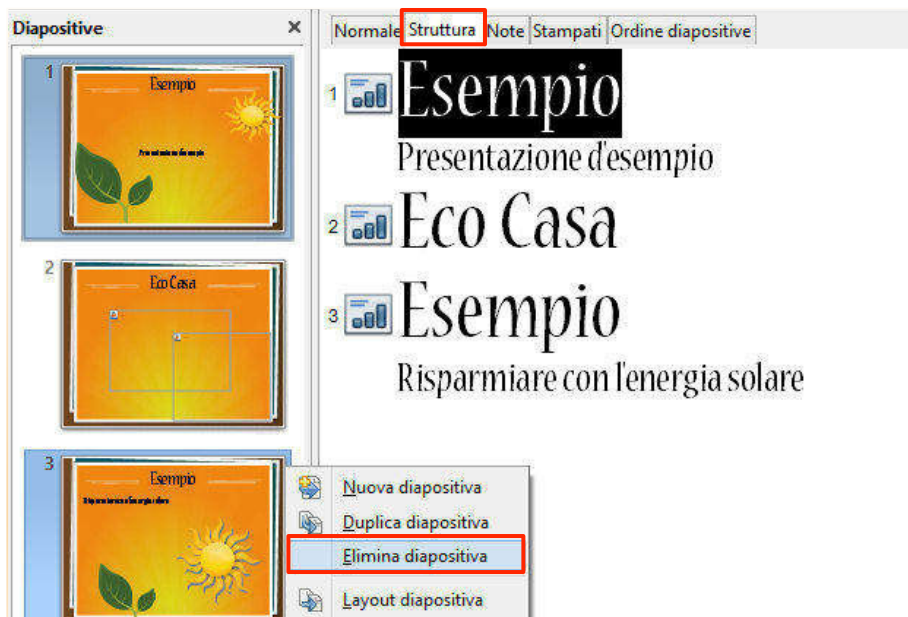 Diapositive
1
Esempio
2
Eco Casa
3
Esempio
Normale Struttura Note Stampati Ordine diapositive
1 Esempio
Presentazione d'esempio
2 Eco Casa
3 Esempio
Risparmiare con l'energia solare
Nuova diapositiva
Duplica diapositiva
Elimina diapositiva
Layout diapositiva